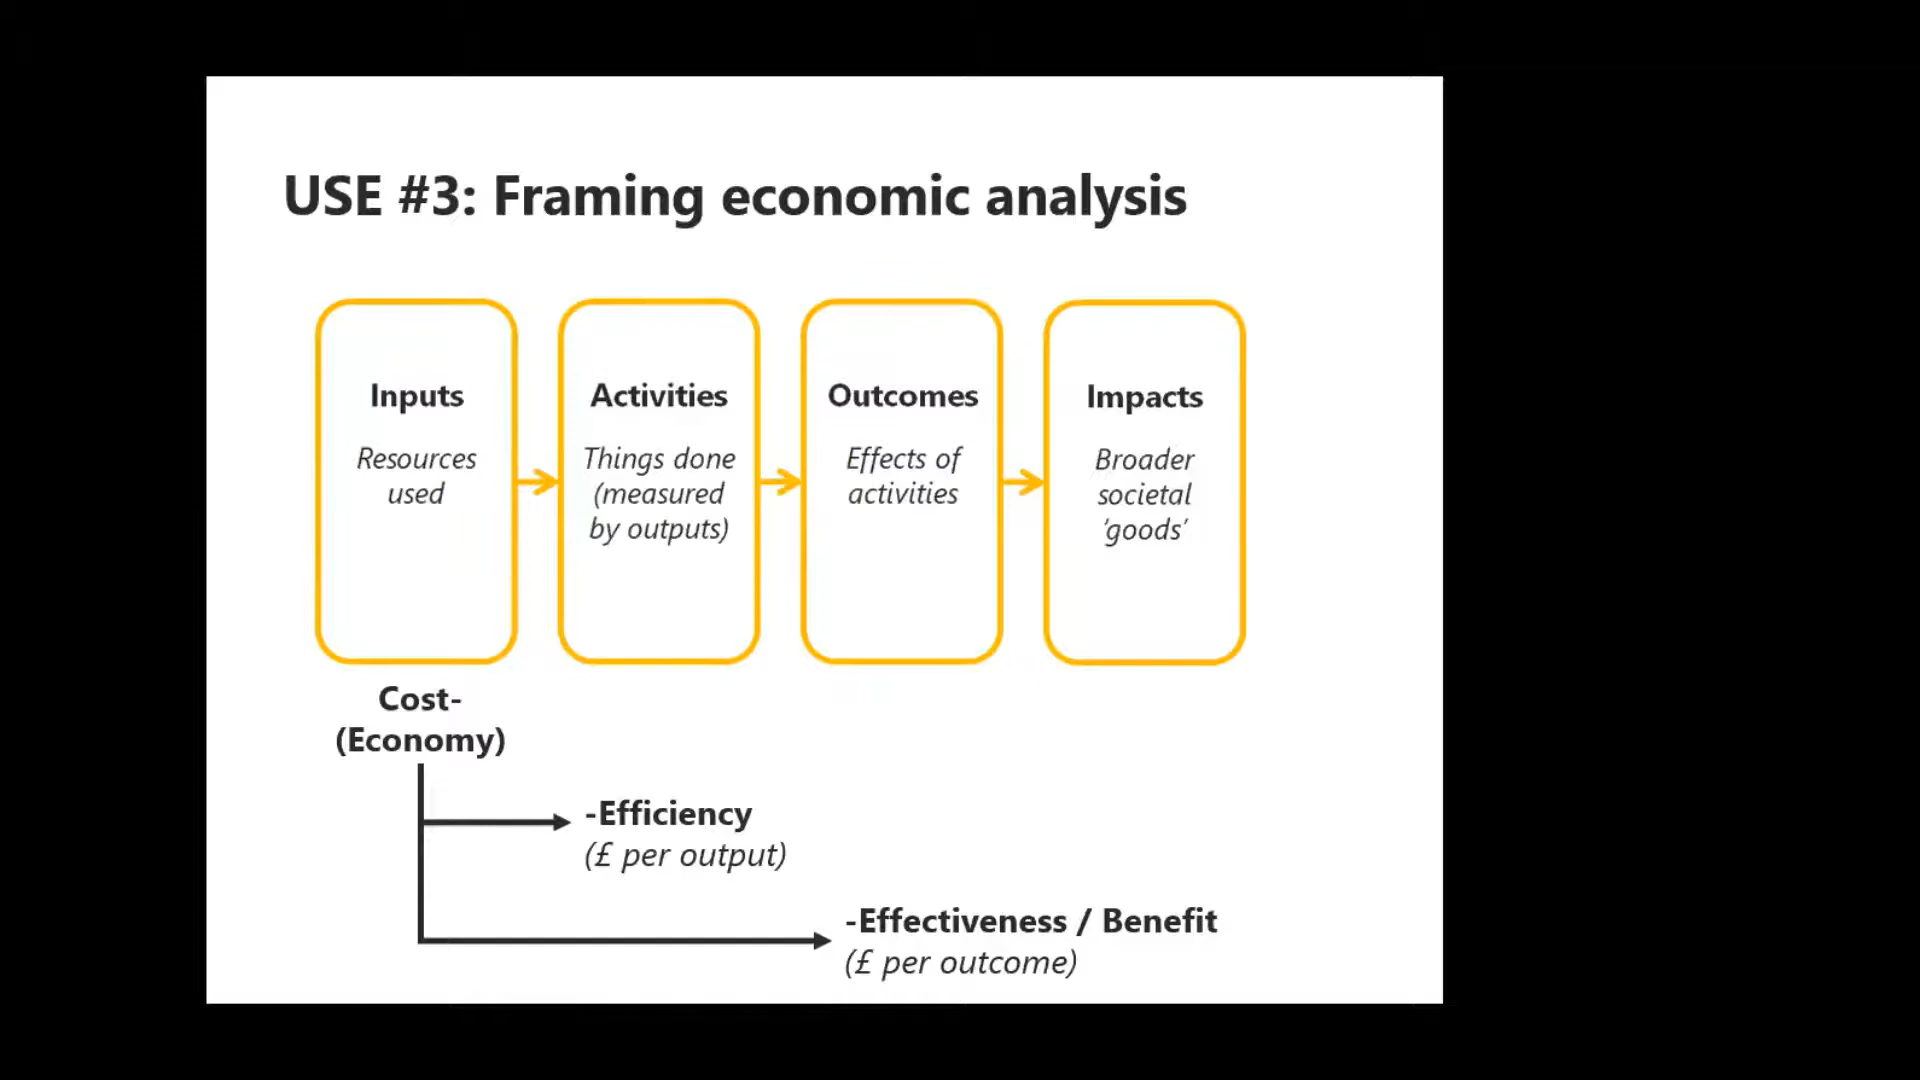 USE #3: Framing economic analysis
Inputs
Resources
used
Activities
Things done
(measured
by outputs)
Outcomes
Effects of
activities
Impacts
Broader
societal
‘goods’
Cost-
(Economy)
-Efficiency
(£ per output)
-Effectiveness / Benefit
(£ per outcome)